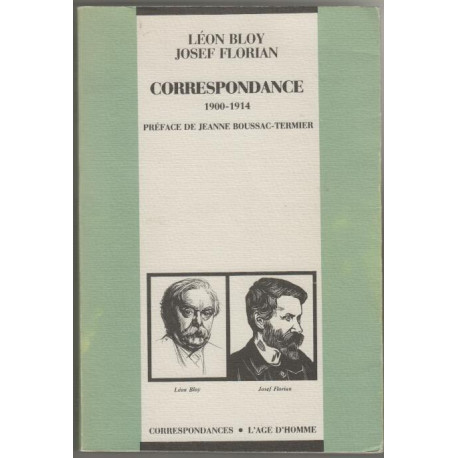 LÉON BLOY
JOSEF FLORIAN
CORRESPONDANCE
1900-1914
PRÉFACE DE JEANNE BOUSSAC-TERMIER
Léon Bloy
Josef Florian
CORRESPONDANCES • L'AGE D'HOMME